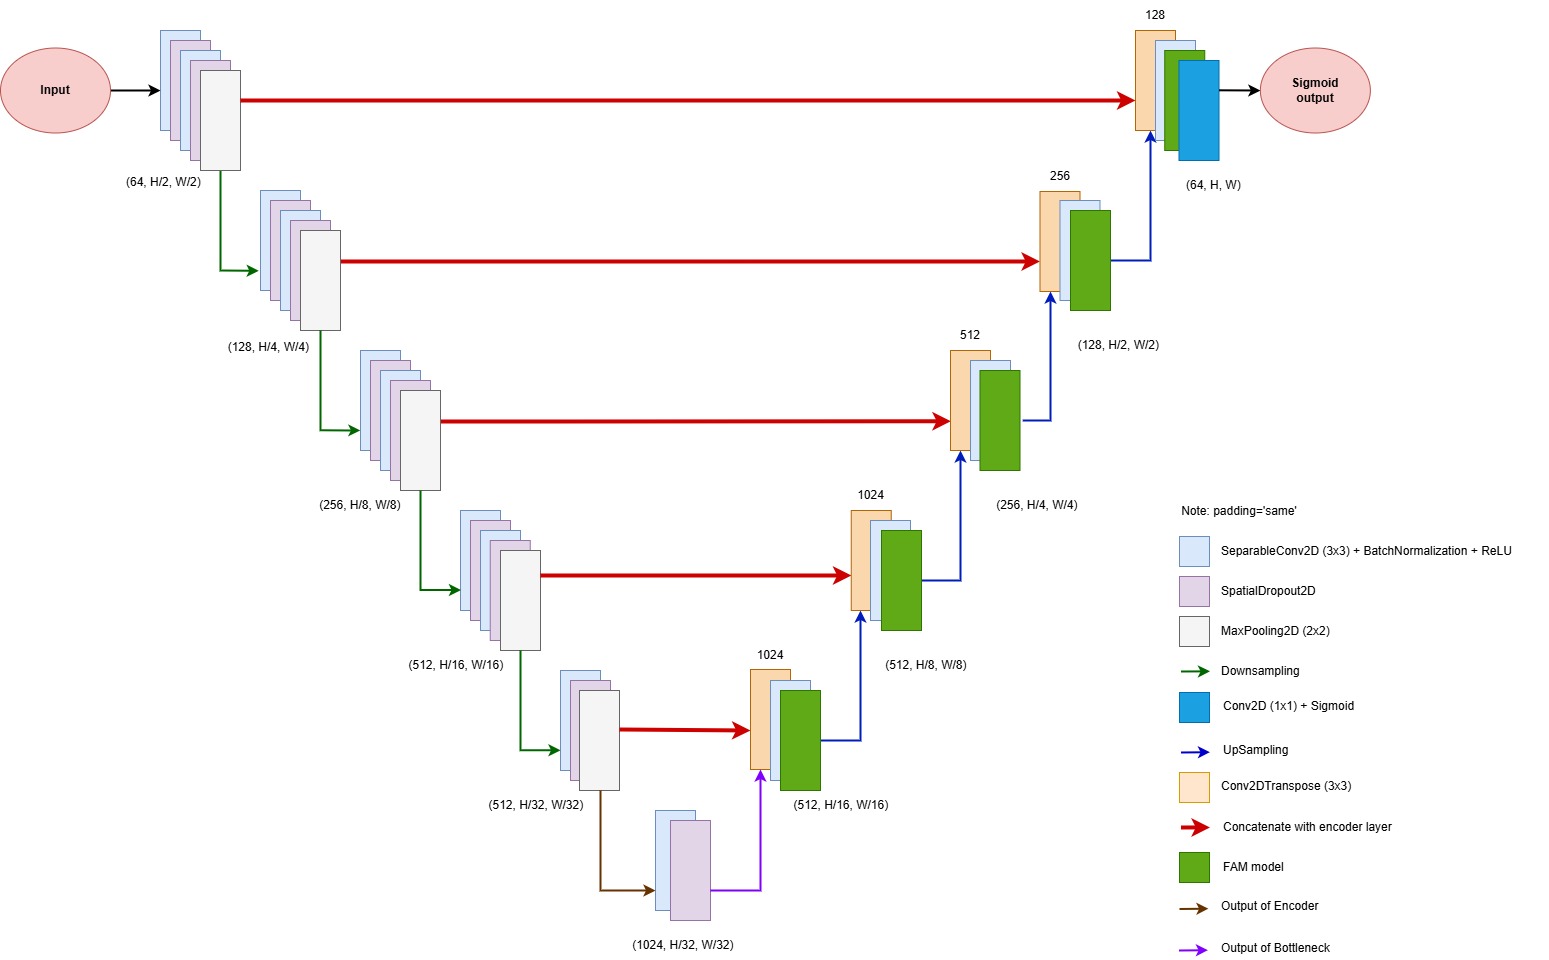 128
Input
Sigmoid
output
256
(64, H/2, W/2)
(64, H, W)
512
(128, H/4, W/4)
(128, H/2, W/2)
1024
(256, H/8, W/8)
(256, H/4, W/4)
1024
(512, H/16, W/16)
(512, H/8, W/8)
(512, H/32, W/32)
(512, H/16, W/16)
(1024, H/32, W/32)
Note: padding='same'
SeparableConv2D (3x3) + BatchNormalization + ReLU
SpatialDropout2D
MaxPooling2D (2x2)
Downsampling
Conv2D (1x1) + Sigmoid
UpSampling
Conv2DTranspose (3x3)
Concatenate with encoder layer
FAM model
Output of Encoder
Output of Bottleneck